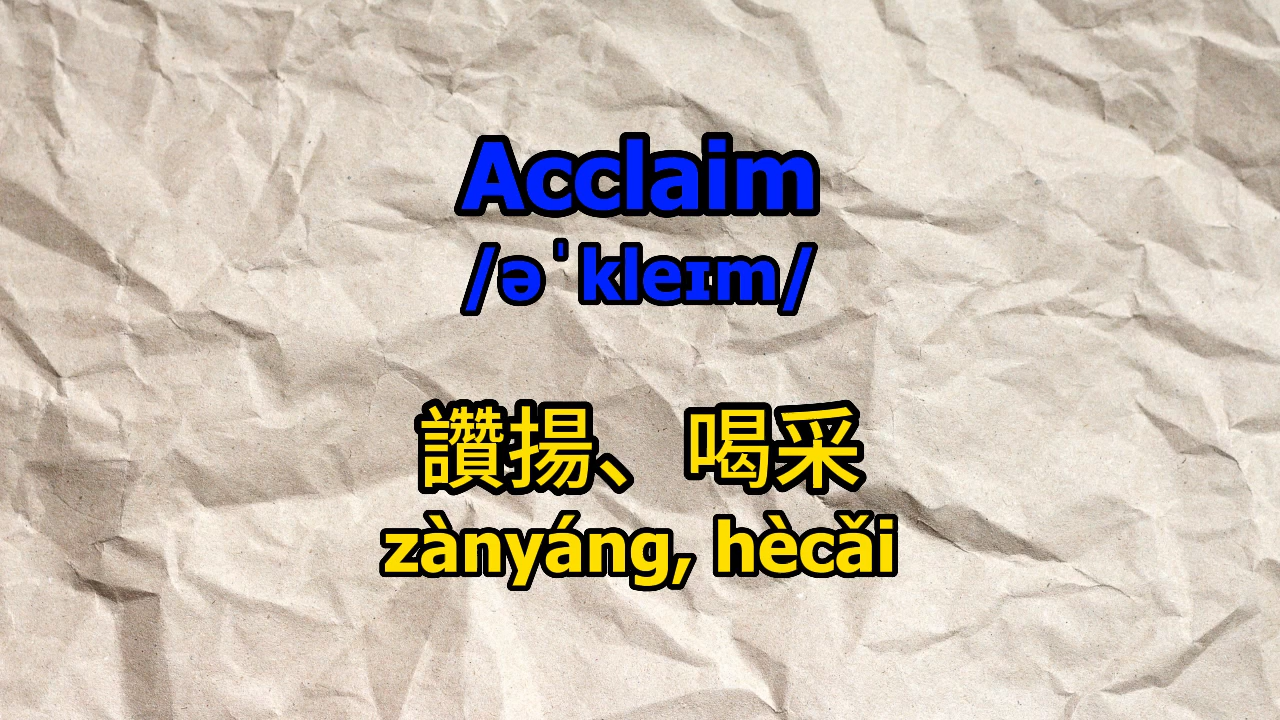 Acclaim
/əˈkleɪm/
讚揚、喝采
zànyáng, hècǎi